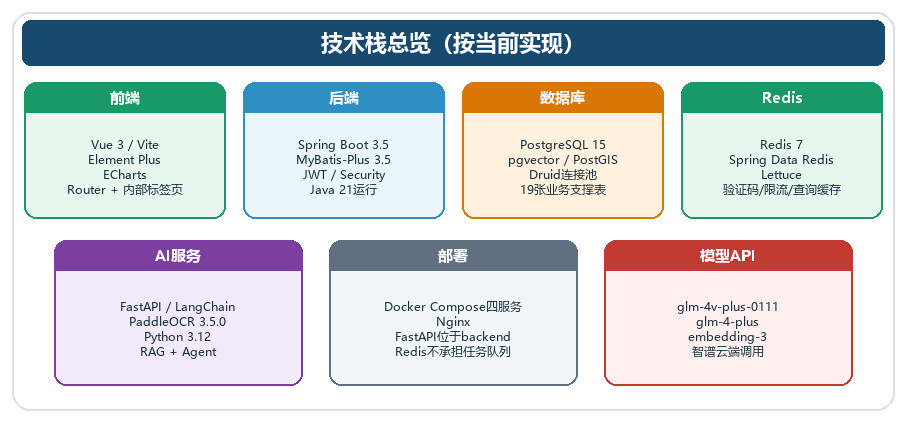 技术栈总览（按当前实现）
前端
Vue 3 / Vite
Element Plus
ECharts
Router + 内部标签页
后端
Spring Boot 3.5
MyBatis-Plus 3.5
JWT / Security
Java 21运行
数据库
PostgreSQL 15
pgvector / PostGIS
Druid连接池
19张业务支撑表
Redis
Redis 7
Spring Data Redis
Lettuce
验证码/限流/查询缓存
AI服务
FastAPI / LangChain
PaddleOCR 3.5.0
Python 3.12
RAG + Agent
部署
Docker Compose四服务
Nginx
FastAPI位于backend
Redis不承担任务队列
模型API
glm-4v-plus-0111
glm-4-plus
embedding-3
智谱云端调用